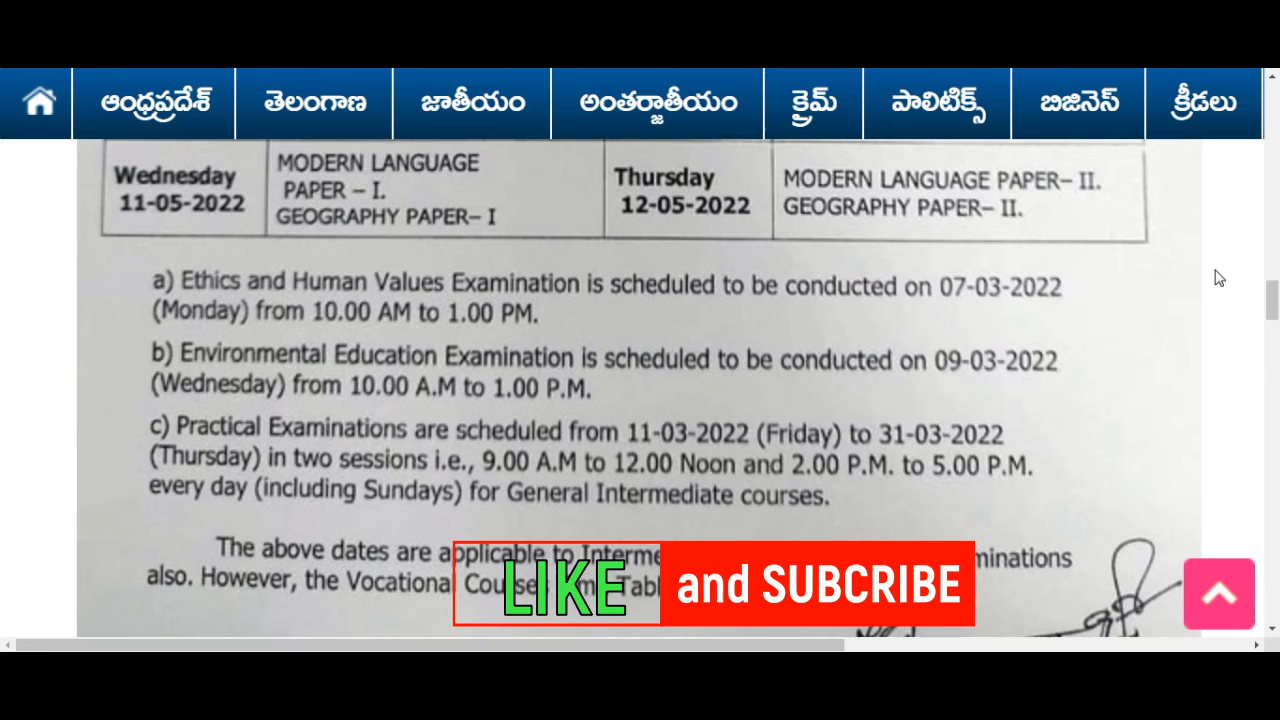 ఆంధ్రప్రదేశ్ తెలంగాణ జాతీయం అంతర్జాతీయం క్రైమ్ పాలిటిక్స్ బిజినెస్ క్రీడలు
Wednesday
11-05-2022
MODERN LANGUAGE
PAPER – I.
GEOGRAPHY PAPER– I
Thursday
12-05-2022
MODERN LANGUAGE PAPER– II.
GEOGRAPHY PAPER– II.
a) Ethics and Human Values Examination is scheduled to be conducted on 07-03-2022
(Monday) from 10.00 AM to 1.00 PM.
b) Environmental Education Examination is scheduled to be conducted on 09-03-2022
(Wednesday) from 10.00 A.M to 1.00 P.M.
c) Practical Examinations are scheduled from 11-03-2022 (Friday) to 31-03-2022
(Thursday) in two sessions i.e., 9.00 A.M to 12.00 Noon and 2.00 P.M. to 5.00 P.M.
every day (including Sundays) for General Intermediate courses.
The above dates are applicable to
also. However, the Vocational
LIKE and SUBCRIBE